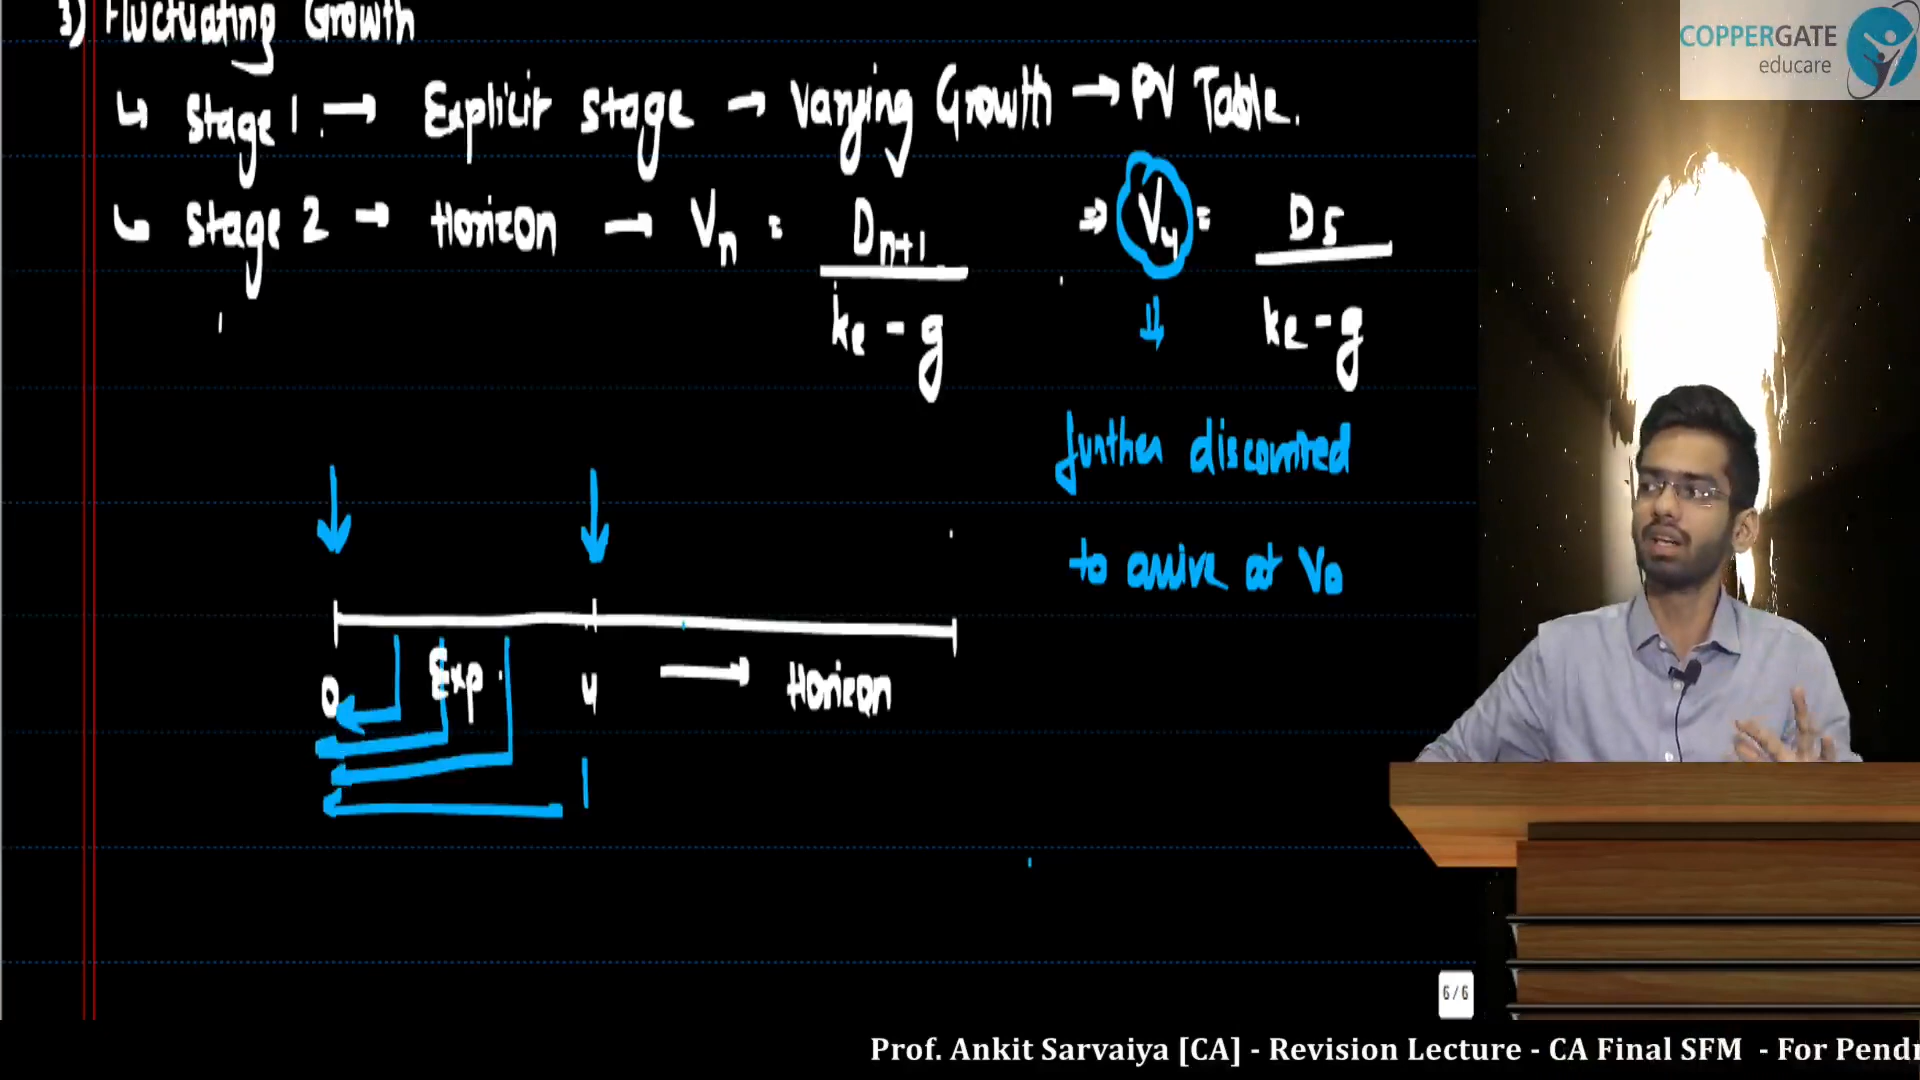 3) Fluctuating Growth
↳ Stage 1 → Explicit stage → Varying Growth → PV Table.
↳ Stage 2 → Horizon → Vn = Dn+1 / ke - g ⇒ V4 = D5 / ke - g
further discounted
to arrive at V0
0 Exp. 4 → Horizon
COPPERGATE
educare
6/6
Prof. Ankit Sarvaiya [CA] - Revision Lecture - CA Final SFM - For Pendr